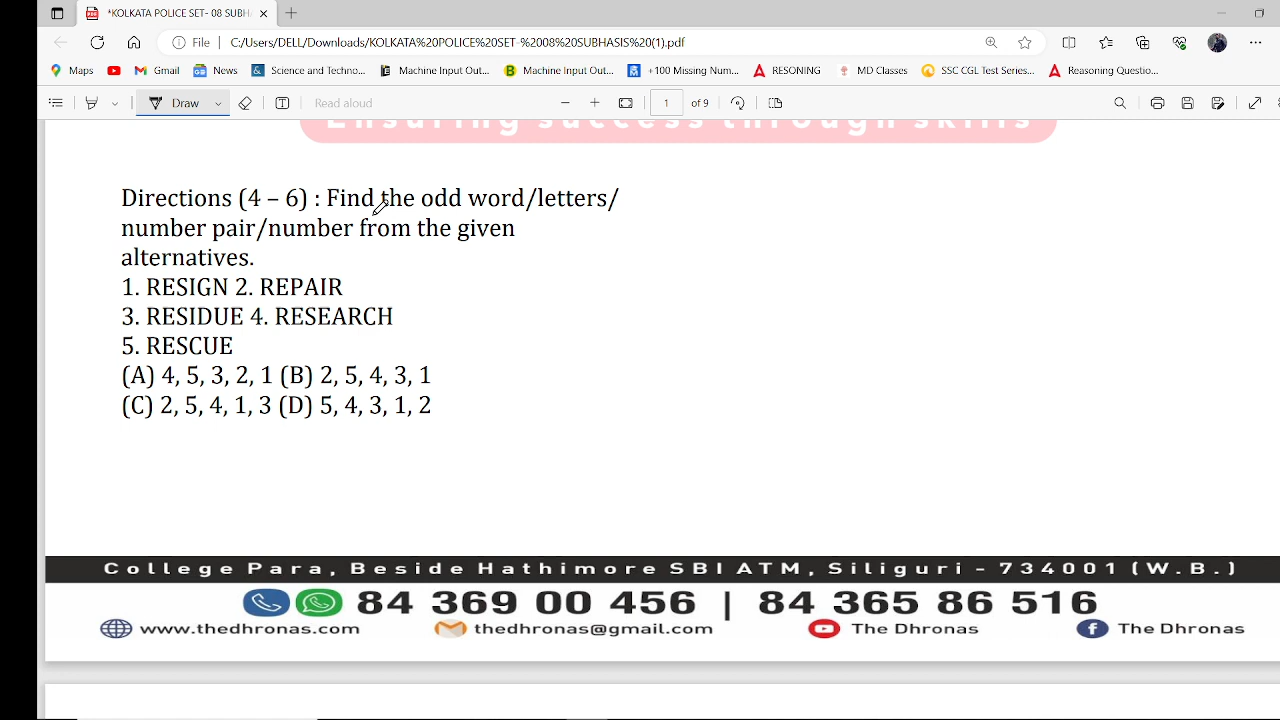 *KOLKATA POLICE SET- 08 SUBH
File C:/Users/DELL/Downloads/KOLKATA%20POLICE%20SET-%2008%20SUBHASIS%20(1).pdf
Maps Gmail News Science and Techno... Machine Input Out... Machine Input Out... +100 Missing Num... RESONING MD Classes SSC CGL Test Series... Reasoning Questio...
Draw Read aloud 1 of 9
Ensuring success through skills
Directions (4 – 6) : Find the odd word/letters/
number pair/number from the given
alternatives.
1. RESIGN 2. REPAIR
3. RESIDUE 4. RESEARCH
5. RESCUE
(A) 4, 5, 3, 2, 1 (B) 2, 5, 4, 3, 1
(C) 2, 5, 4, 1, 3 (D) 5, 4, 3, 1, 2
College Para, Beside Hathimore SBI ATM, Siliguri - 734001 (W.B.)
84 369 00 456 | 84 365 86 516
www.thedhronas.com thedhronas@gmail.com The Dhronas The Dhronas